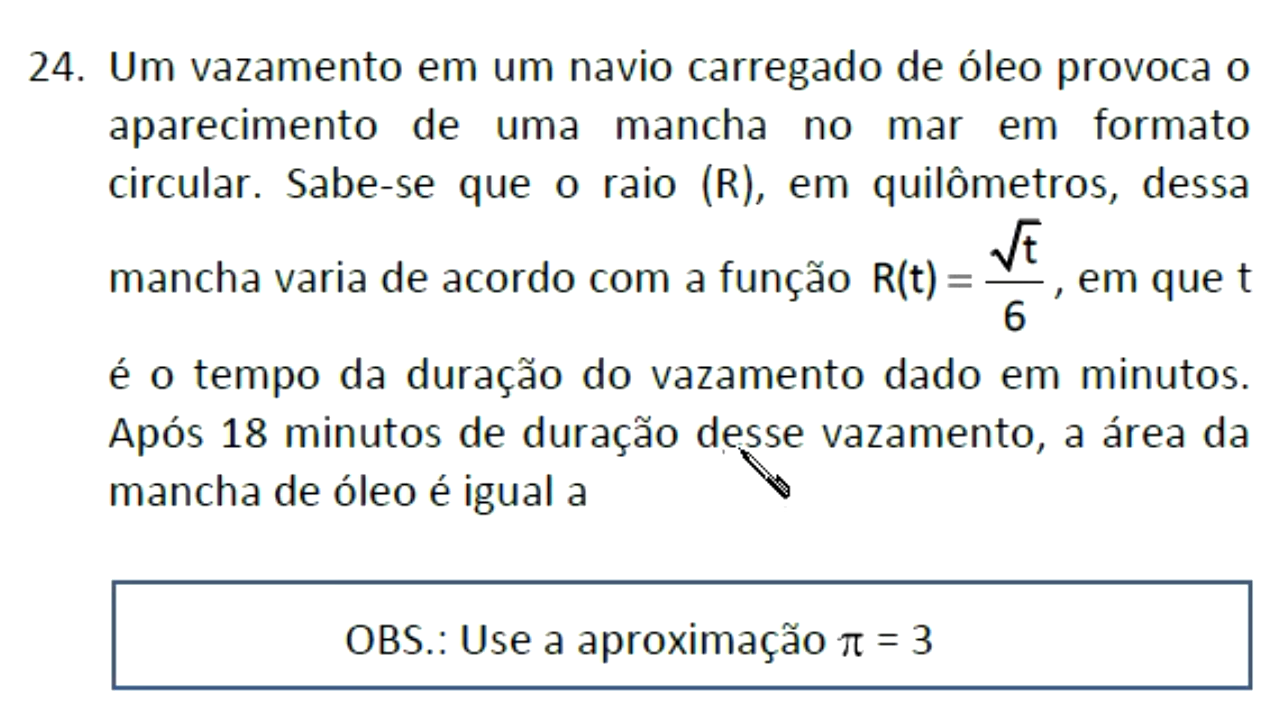 24. Um vazamento em um navio carregado de óleo provoca o
aparecimento de uma mancha no mar em formato
circular. Sabe-se que o raio (R), em quilômetros, dessa
mancha varia de acordo com a função R(t) = √t/6, em que t
é o tempo da duração do vazamento dado em minutos.
Após 18 minutos de duração desse vazamento, a área da
mancha de óleo é igual a
OBS.: Use a aproximação π = 3